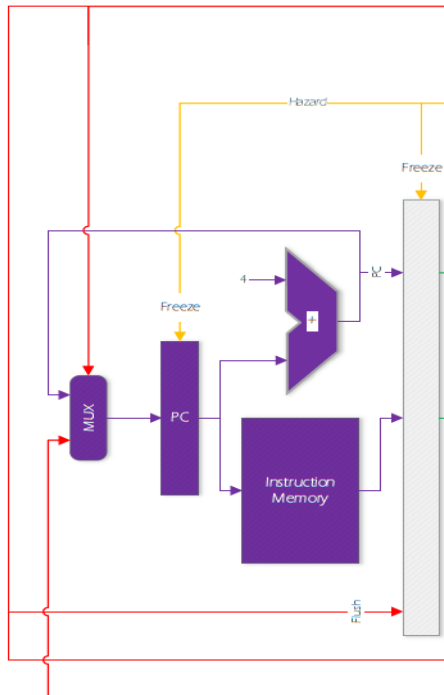 Hazard
Freeze
4
PC
+
Freeze
MUX
PC
Instruction
Memory
Flush